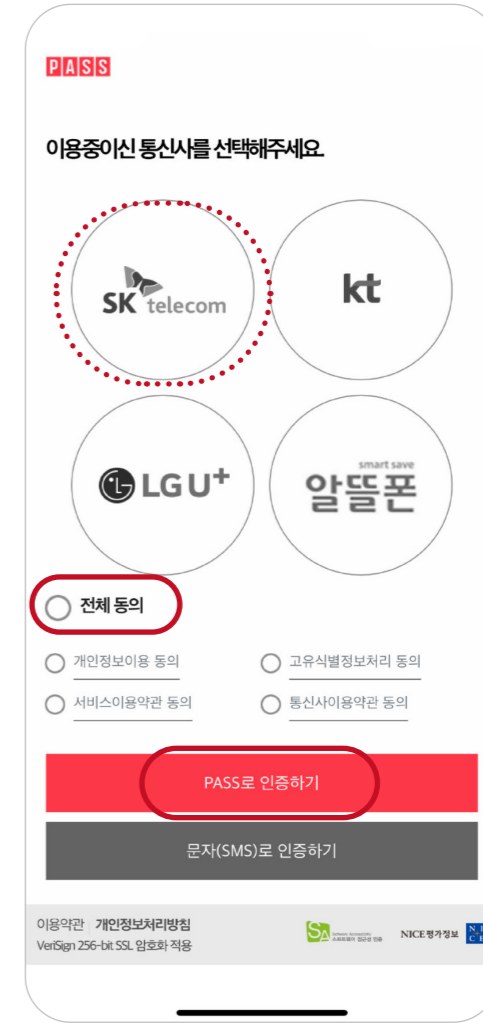 PASS
이용중이신 통신사를 선택해주세요.
SK telecom
kt
LG U+
smart save
알뜰폰
전체 동의
개인정보이용 동의
고유식별정보처리 동의
서비스이용약관 동의
통신사이용약관 동의
PASS로 인증하기
문자(SMS)로 인증하기
이용약관 개인정보처리방침
VeriSign 256-bit SSL 암호화 적용
SA
NICE평가정보